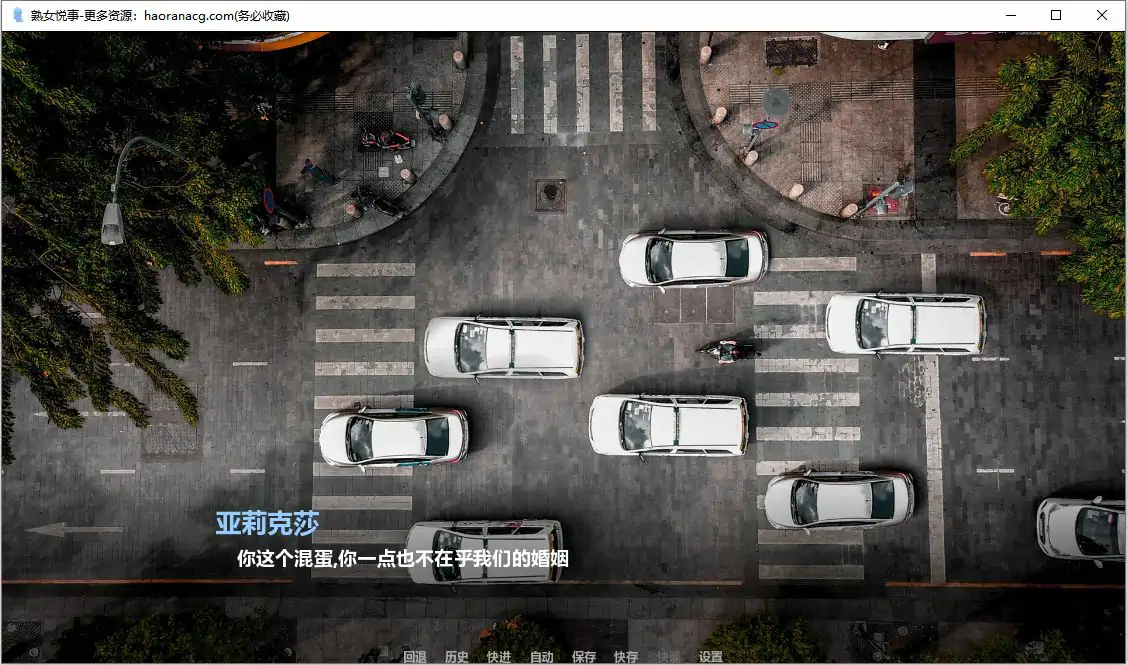 熟女悦事-更多资源：haoranacg.com(务必收藏)
亚莉克莎
你这个混蛋,你一点也不在乎我们的婚姻
回退 历史 快进 自动 保存 快存 快读 设置